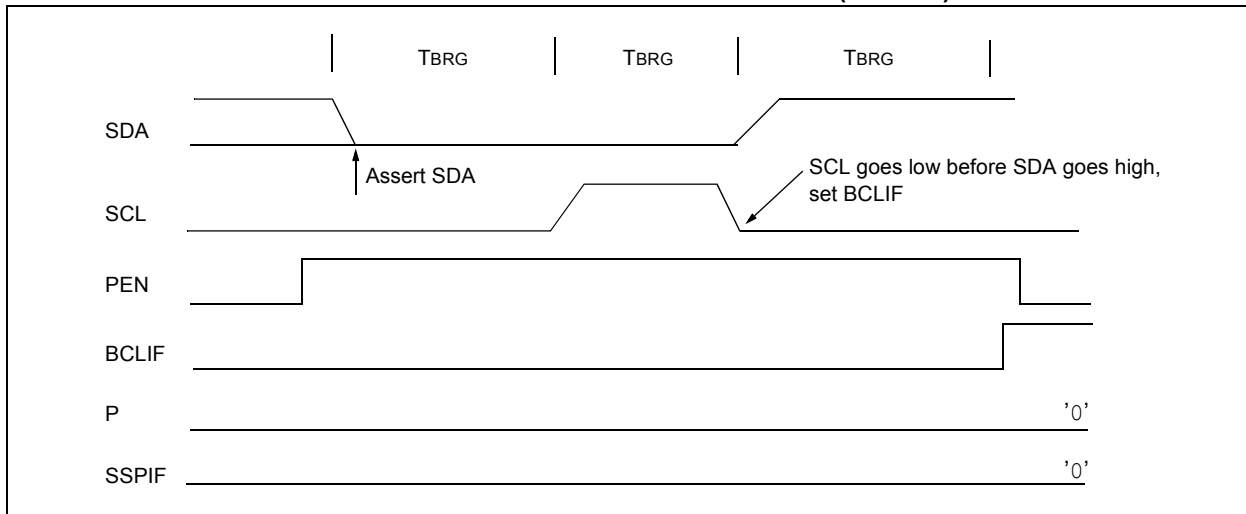 TBRG TBRG TBRG
SDA
Assert SDA
SCL goes low before SDA goes high,
set BCLIF
SCL
PEN
BCLIF
P '0'
SSPIF '0'